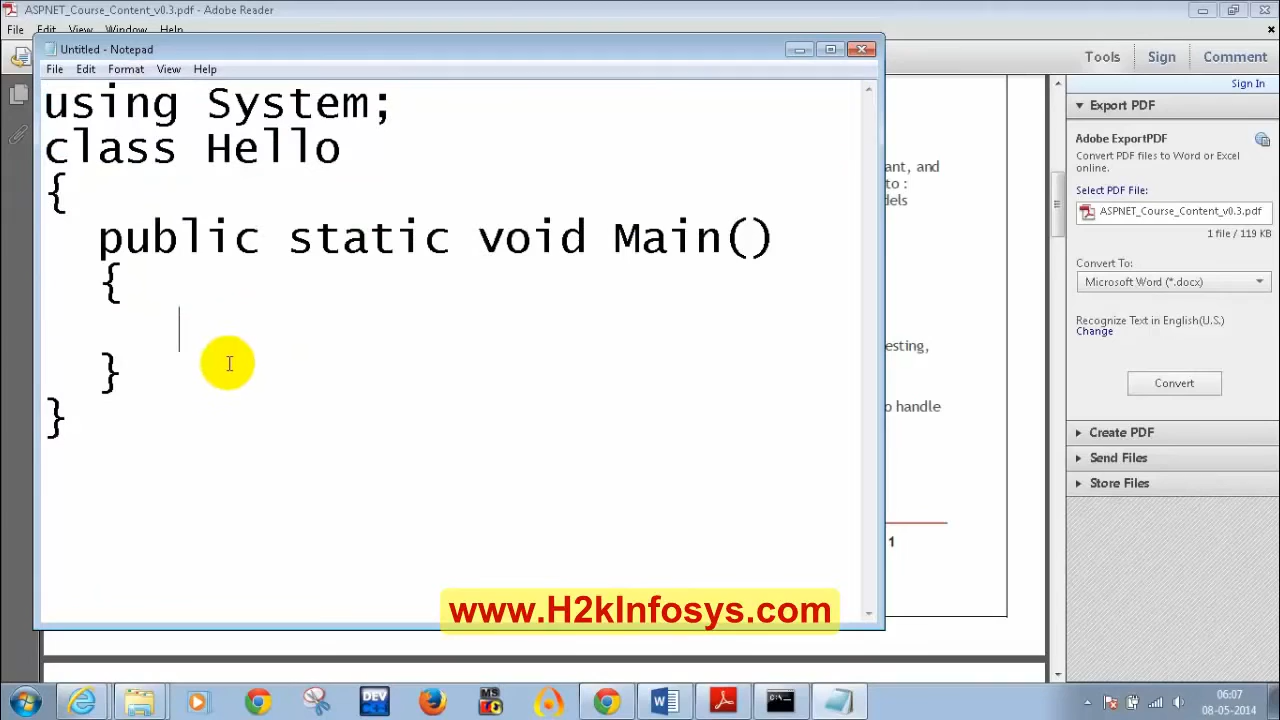 ASPNET_Course_Content_v0.3.pdf - Adobe Reader
File Edit View Window Help
Tools Sign Comment
Untitled - Notepad
File Edit Format View Help
using System;
class Hello
{
public static void Main()
{
}
}
ant, and
to :
dels
esting,
o handle
1
Sign In
Export PDF
Adobe ExportPDF
Convert PDF files to Word or Excel
online.
Select PDF File:
ASPNET_Course_Content_v0.3.pdf
1 file / 119 KB
Convert To:
Microsoft Word (*.docx)
Recognize Text in English(U.S.)
Change
Convert
Create PDF
Send Files
Store Files
www.H2kInfosys.com
DEV
MS
C:\
06:07
08-05-2014